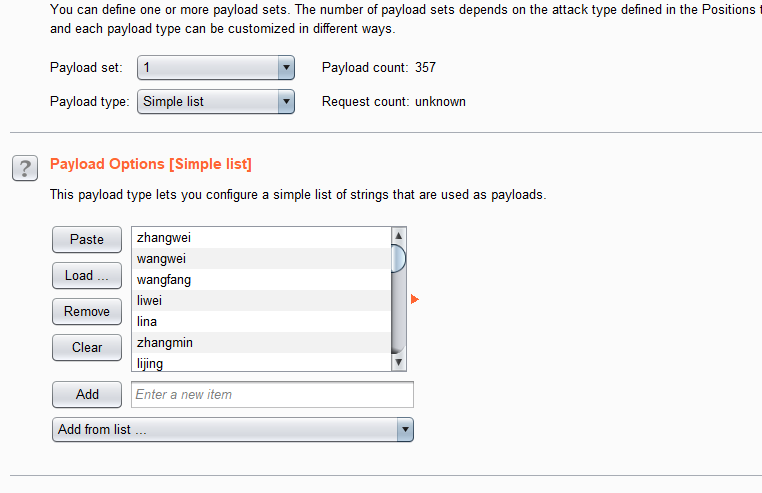 You can define one or more payload sets. The number of payload sets depends on the attack type defined in the Positions
and each payload type can be customized in different ways.
Payload set: 1 Payload count: 357
Payload type: Simple list Request count: unknown
? Payload Options [Simple list]
This payload type lets you configure a simple list of strings that are used as payloads.
Paste zhangwei
wangwei
Load ... wangfang
liwei
Remove lina
zhangmin
Clear lijing
Add Enter a new item
Add from list ...